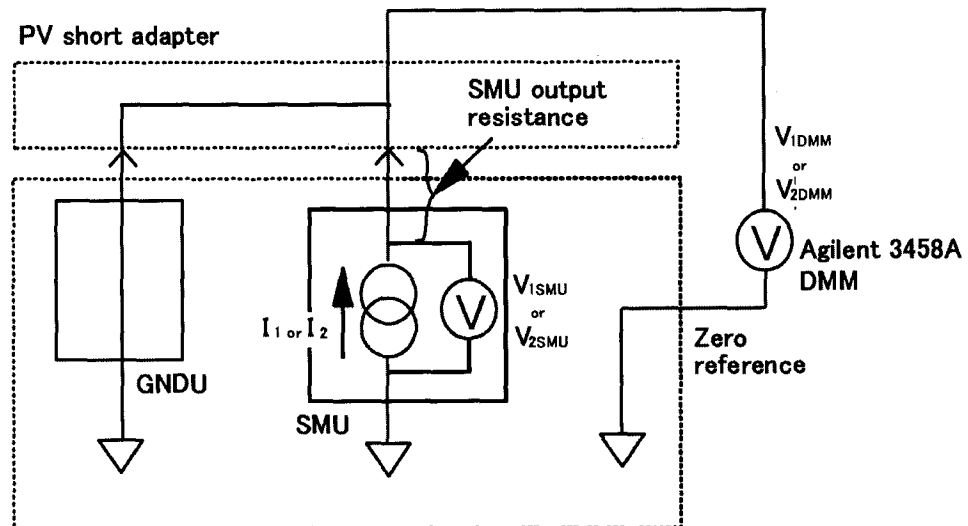 PV short adapter
SMU output
resistance
V1DMM
or
V2DMM
V
Agilent 3458A
DMM
I1 or I2
V
V1SMU
or
V2SMU
Zero
reference
GNDU
SMU